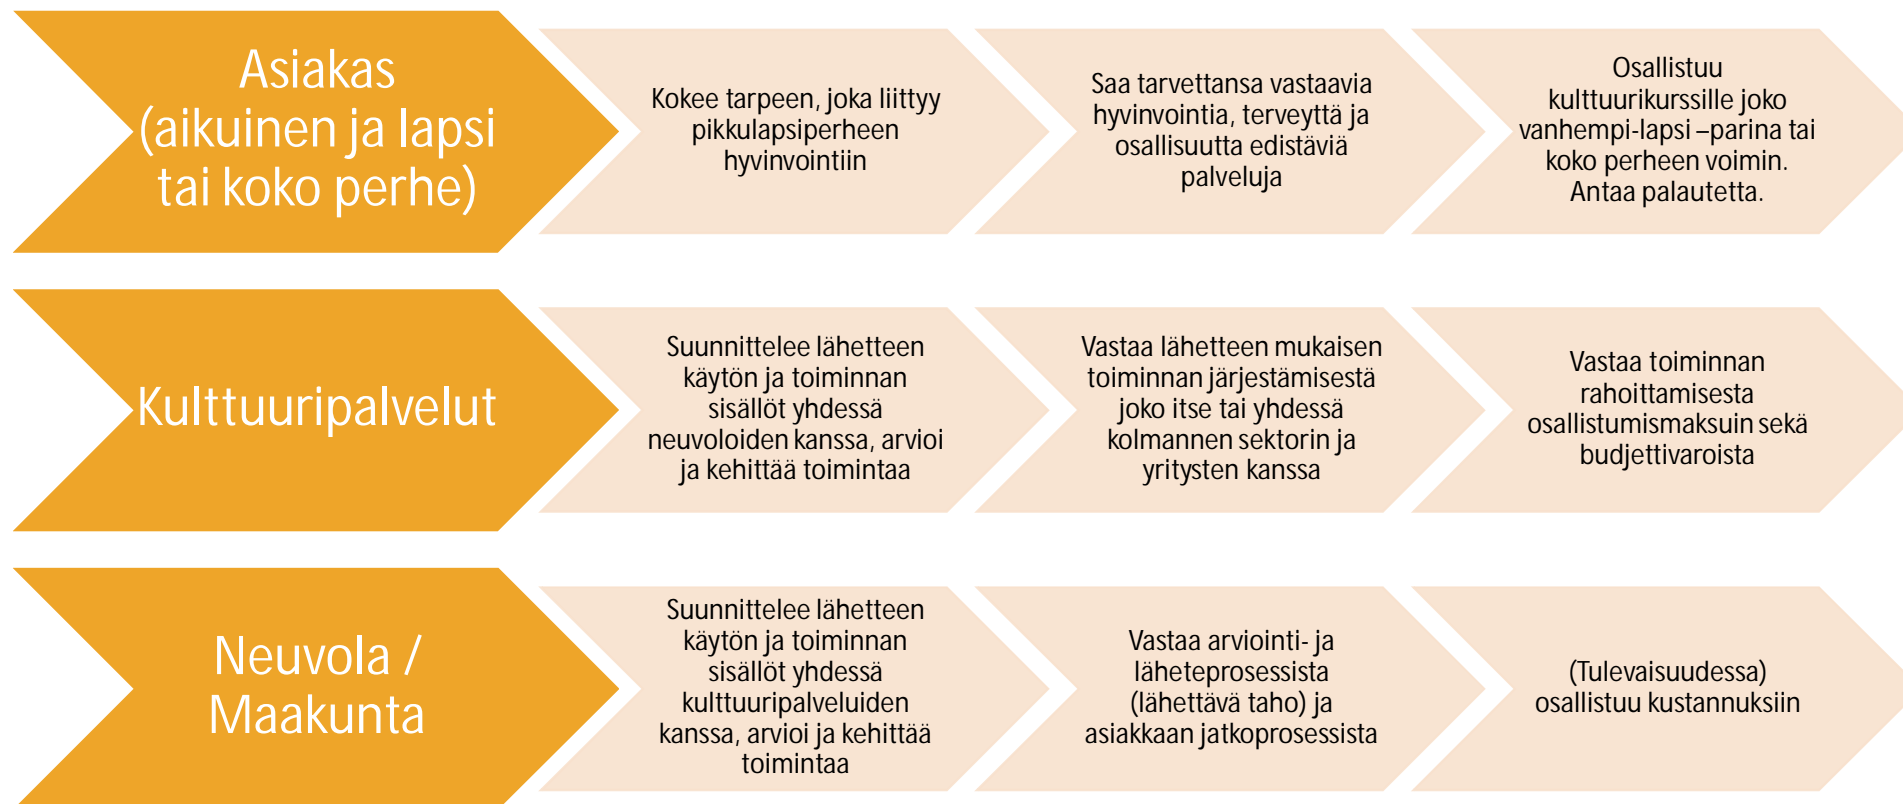 Asiakas
(aikuinen ja lapsi
tai koko perhe)
Kokee tarpeen, joka liittyy
pikkulapsiperheen
hyvinvointiin
Saa tarvettansa vastaavia
hyvinvointia, terveyttä ja
osallisuutta edistäviä
palveluja
Osallistuu
kulttuurikurssille joko
vanhempi-lapsi –parina tai
koko perheen voimin.
Antaa palautetta.
Kulttuuripalvelut
Suunnittelee lähetteen
käytön ja toiminnan
sisällöt yhdessä
neuvoloiden kanssa, arvioi
ja kehittää toimintaa
Vastaa lähetteen mukaisen
toiminnan järjestämisestä
joko itse tai yhdessä
kolmannen sektorin ja
yritysten kanssa
Vastaa toiminnan
rahoittamisesta
osallistumismaksuin sekä
budjettivaroista
Neuvola /
Maakunta
Suunnittelee lähetteen
käytön ja toiminnan
sisällöt yhdessä
kulttuuripalveluiden
kanssa, arvioi ja kehittää
toimintaa
Vastaa arviointi- ja
läheteprosessista
(lähettävä taho) ja
asiakkaan jatkoprosessista
(Tulevaisuudessa)
osallistuu kustannuksiin